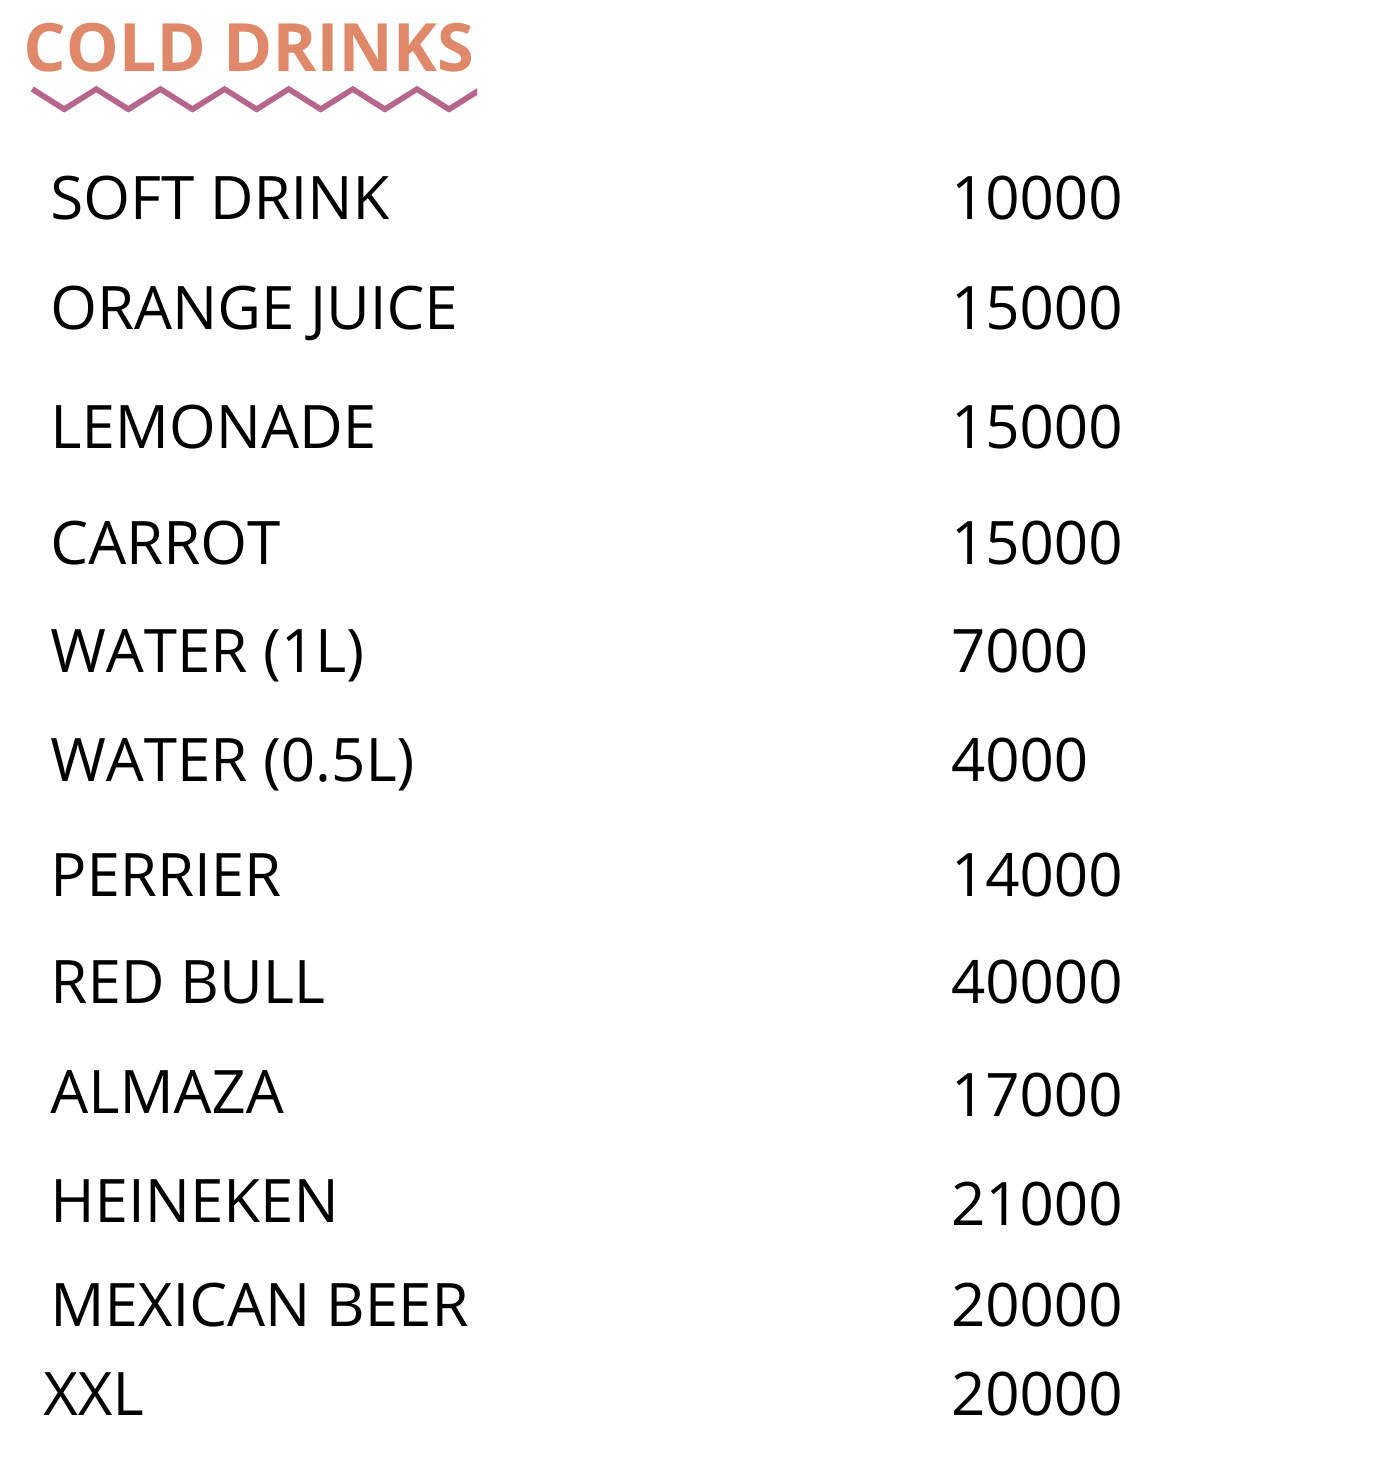 COLD DRINKS
SOFT DRINK 10000
ORANGE JUICE 15000
LEMONADE 15000
CARROT 15000
WATER (1L) 7000
WATER (0.5L) 4000
PERRIER 14000
RED BULL 40000
ALMAZA 17000
HEINEKEN 21000
MEXICAN BEER 20000
XXL 20000